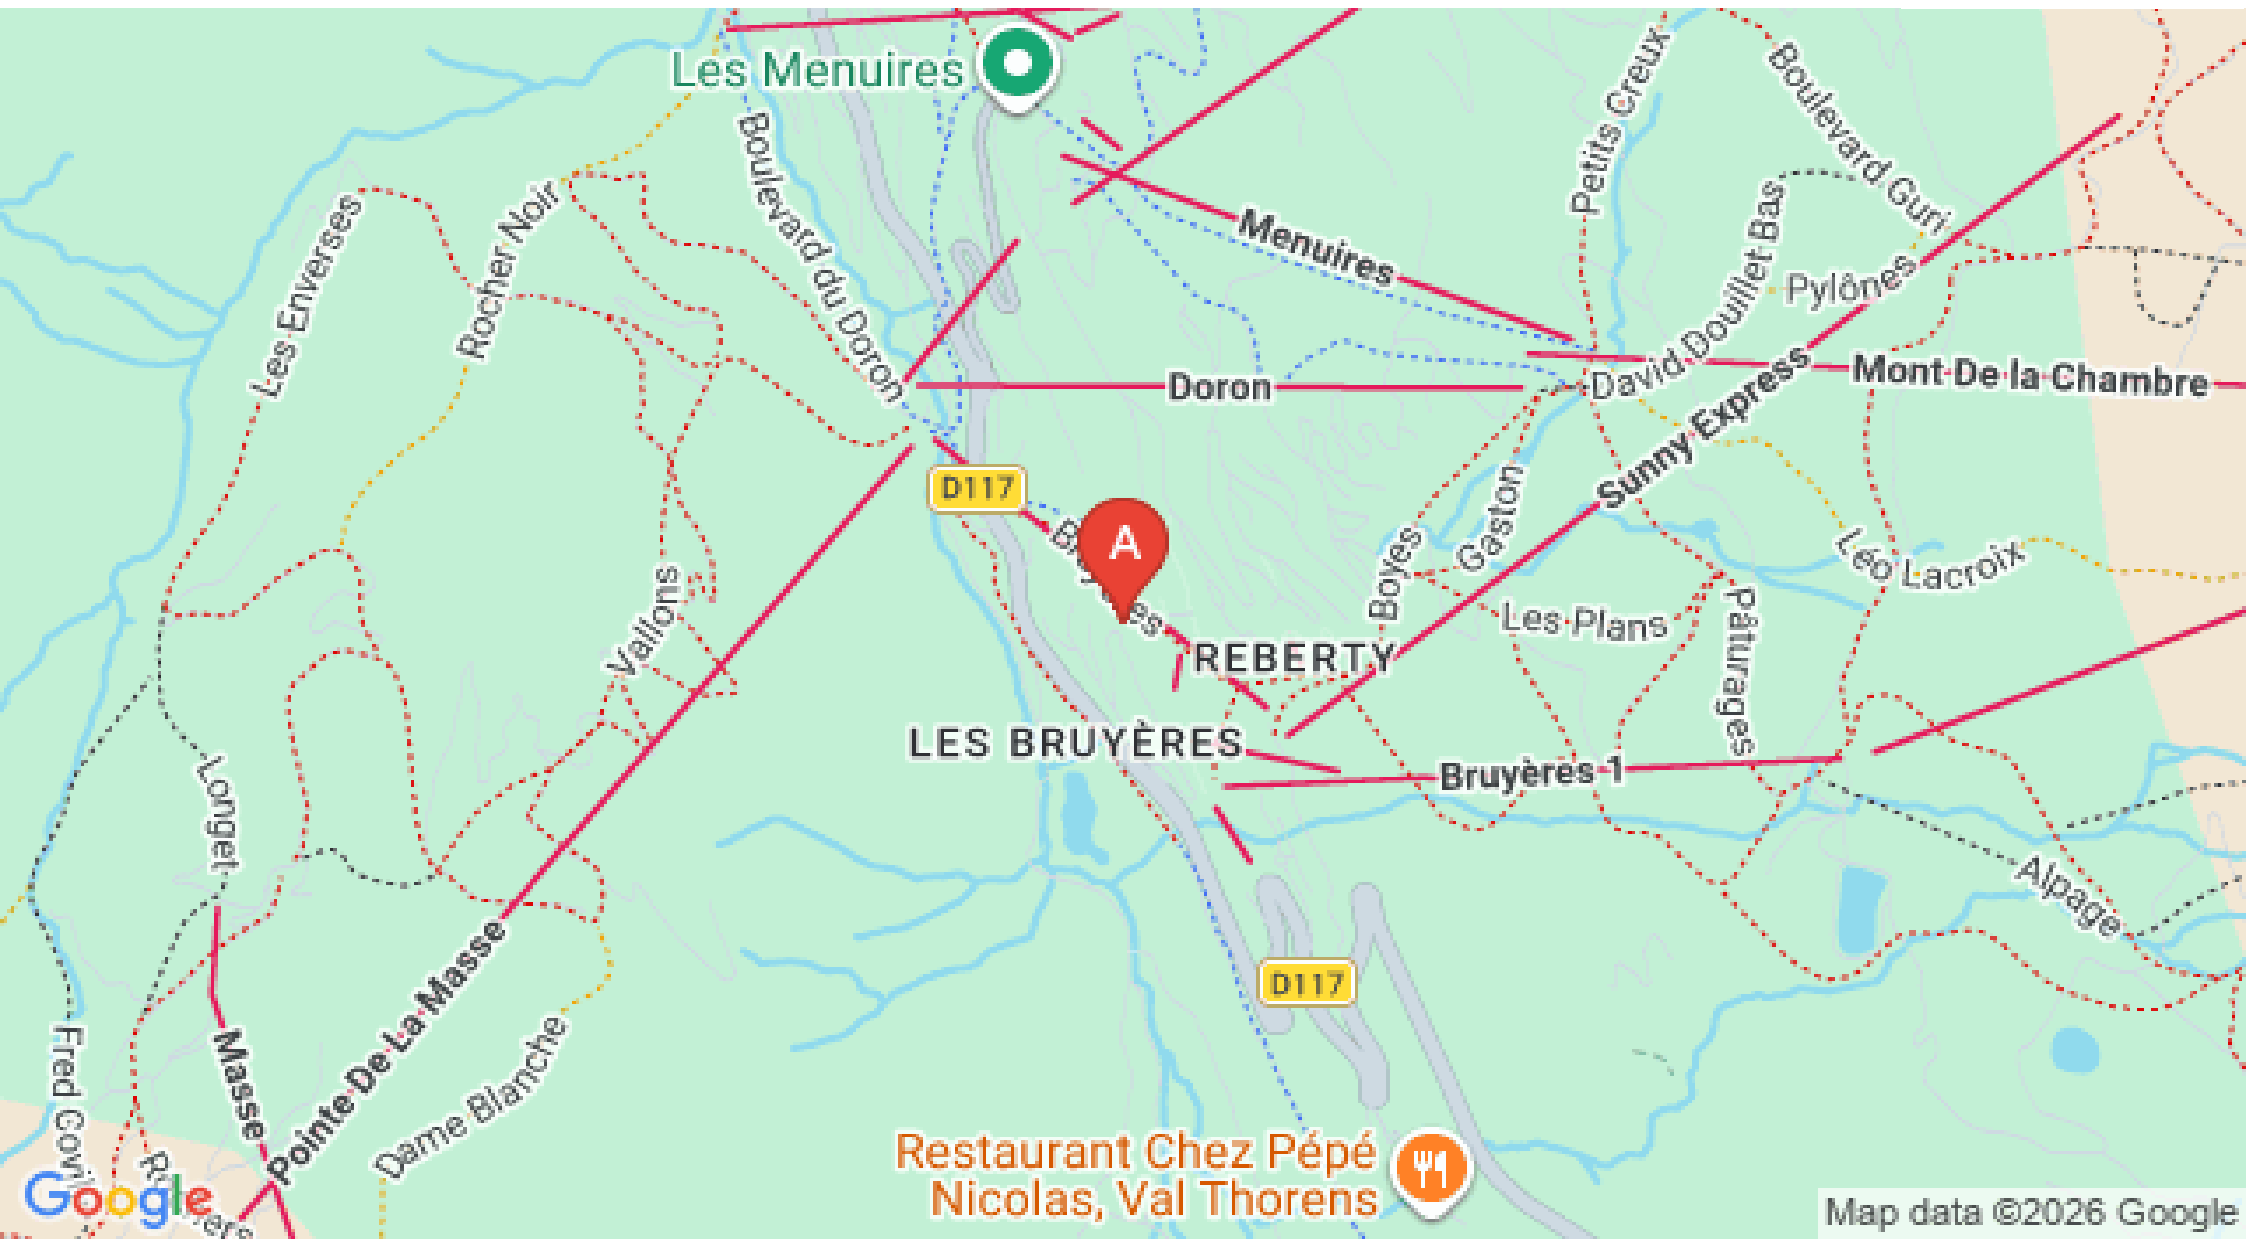 Les Menuires
Petits Creux
Boulevard Guri
Boulevard du Doron
Les Enverses
Rocher Noir
Menuires
David Douillet Bas
Pylônes
Doron
Mont De la Chambre
Sunny Express
D117
A
Gaston
Boyes
Léo Lacroix
Les Plans
Vallons
Pâturages
REBERTY
LES BRUYÈRES
Bruyères 1
Longet
Alpage
D117
Masse
Pointe De La Masse
Dame Blanche
Restaurant Chez Pépé
Nicolas, Val Thorens
Google
Map data ©2026 Google